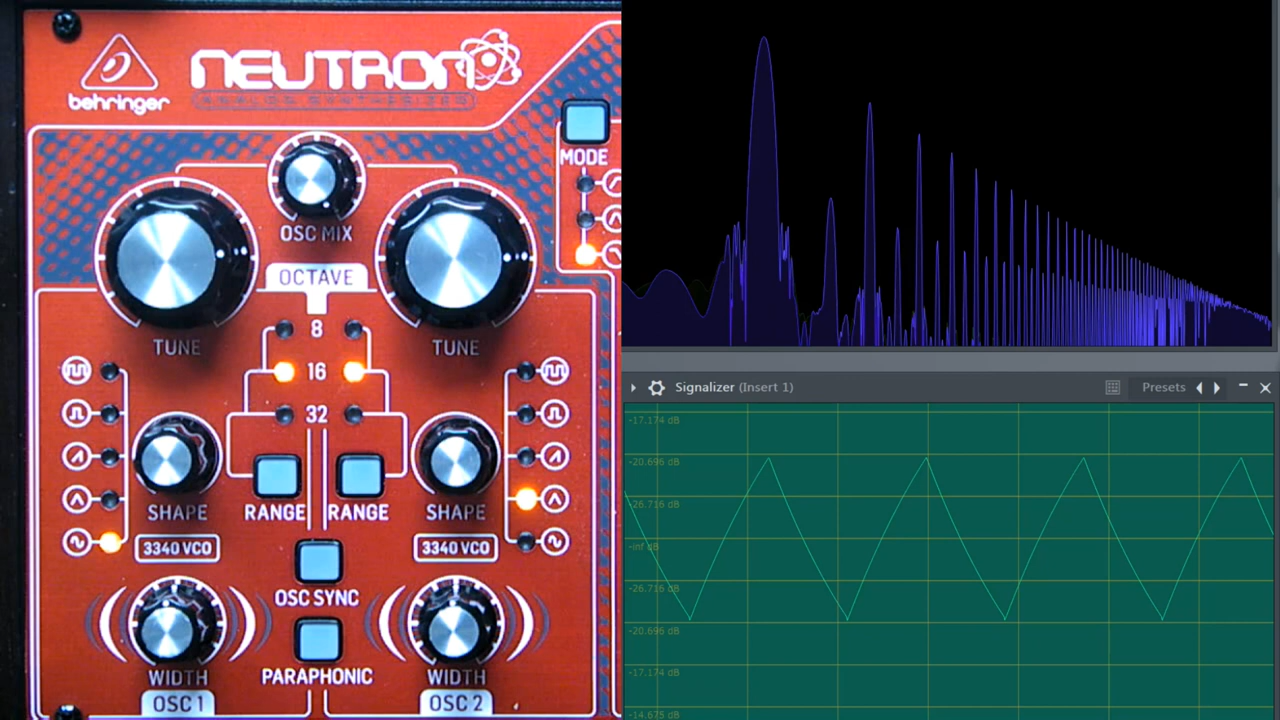 behringer
NEUTRON
ANALOG SYNTHESIZER
MODE
OSC MIX
OCTAVE
TUNE
TUNE
8
16
32
SHAPE
RANGE
RANGE
SHAPE
3340 VCO
3340 VCO
OSC SYNC
PARAPHONIC
WIDTH
WIDTH
OSC 1
OSC 2
Signalizer (Insert 1)
Presets
-17.174 dB
-20.696 dB
-26.716 dB
-inf dB
-26.716 dB
-20.696 dB
-17.174 dB
-14.675 dB